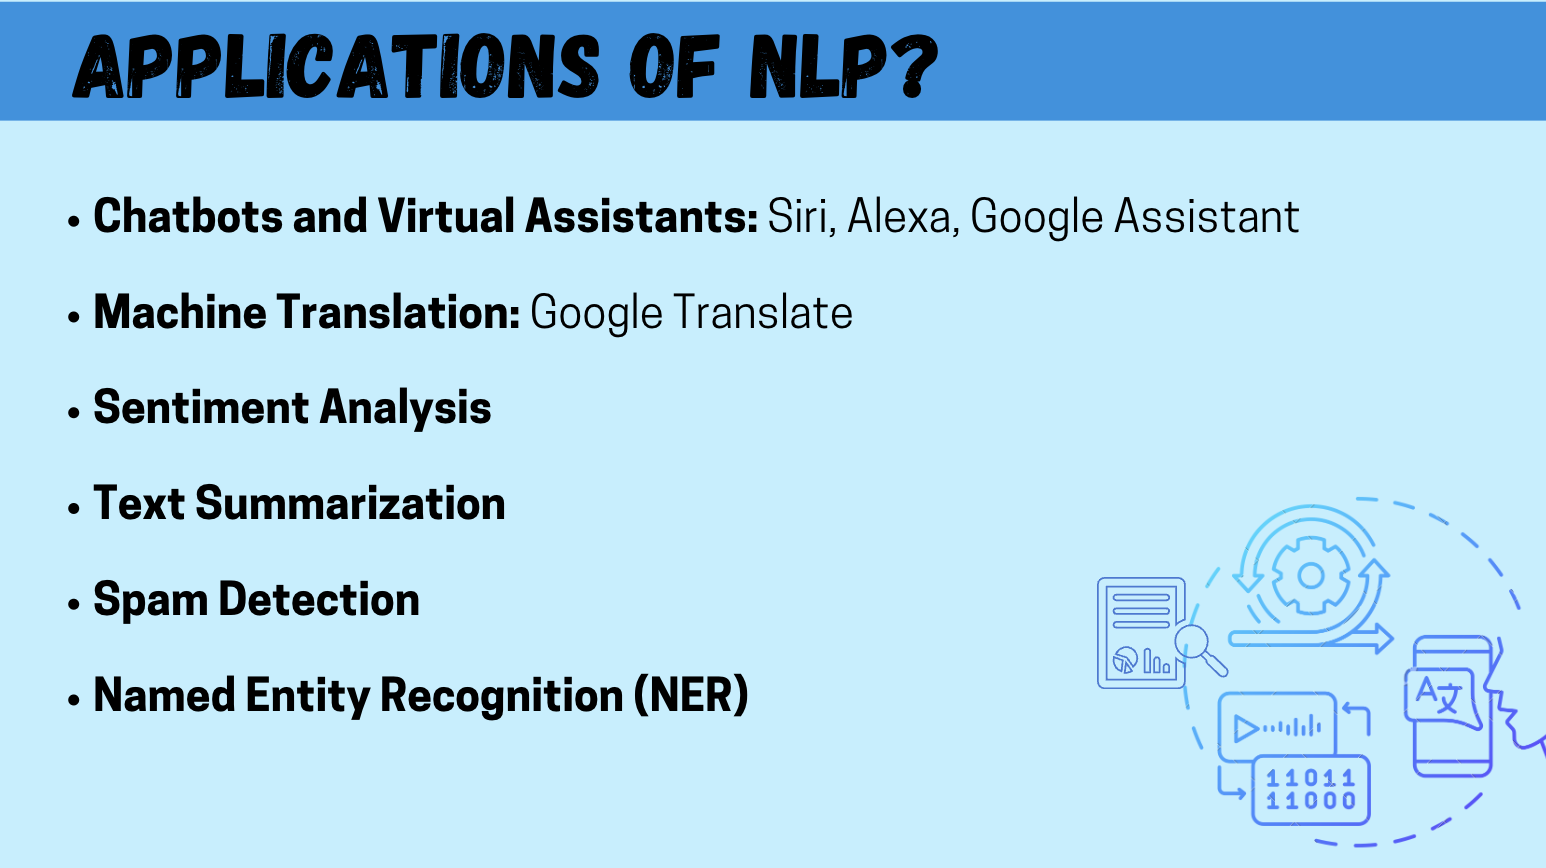 APPLICATIONS OF NLP?
• Chatbots and Virtual Assistants: Siri, Alexa, Google Assistant
• Machine Translation: Google Translate
• Sentiment Analysis
• Text Summarization
• Spam Detection
• Named Entity Recognition (NER)
A文
11011
11000